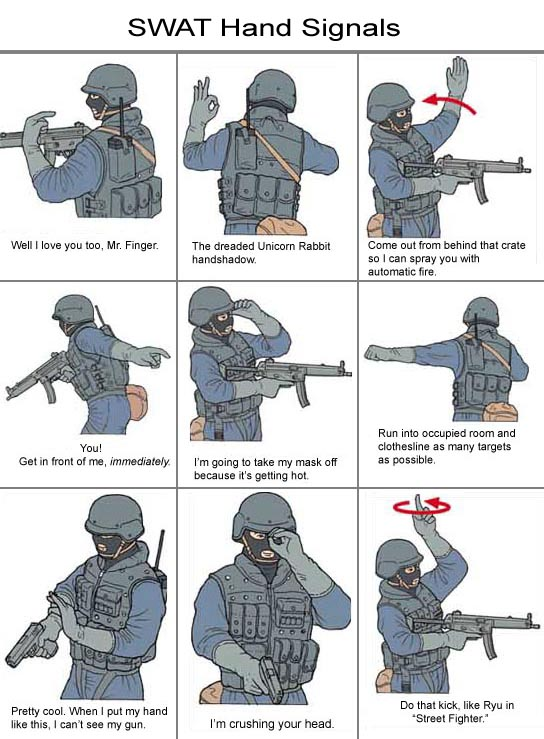 SWAT Hand Signals
Well I love you too, Mr. Finger.
The dreaded Unicorn Rabbit
handshadow.
Come out from behind that crate
so I can spray you with
automatic fire.
You!
Get in front of me, immediately.
I'm going to take my mask off
because it's getting hot.
Run into occupied room and
clothesline as many targets
as possible.
Pretty cool. When I put my hand
like this, I can't see my gun.
I'm crushing your head.
Do that kick, like Ryu in
“Street Fighter.”